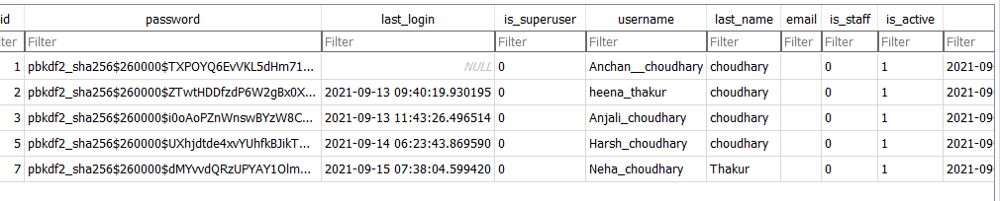 id password last_login is_superuser username last_name email is_staff is_active
Filter Filter Filter Filter Filter Filter Filter Filter Filter Filter
1 pbkdf2_sha256$260000$TXPOYQ6EvVKL5dHm71... NULL 0 Anchan__choudhary choudhary 0 1 2021-09-
2 pbkdf2_sha256$260000$ZTwtHDDfzdP6W2gBx0X... 2021-09-13 09:40:19.930195 0 heena_thakur choudhary 0 1 2021-09-
3 pbkdf2_sha256$260000$i0oAoPZnWnswBYzW8C... 2021-09-13 11:43:26.496514 0 Anjali_choudhary choudhary 0 1 2021-09-
5 pbkdf2_sha256$260000$UXhjdtde4xvYUhfkBJikT... 2021-09-14 06:23:43.869590 0 Harsh_choudhary choudhary 0 1 2021-09-
7 pbkdf2_sha256$260000$dMYvvdQRzUPYAY1Olm... 2021-09-15 07:38:04.599420 0 Neha_choudhary Thakur 0 1 2021-09-